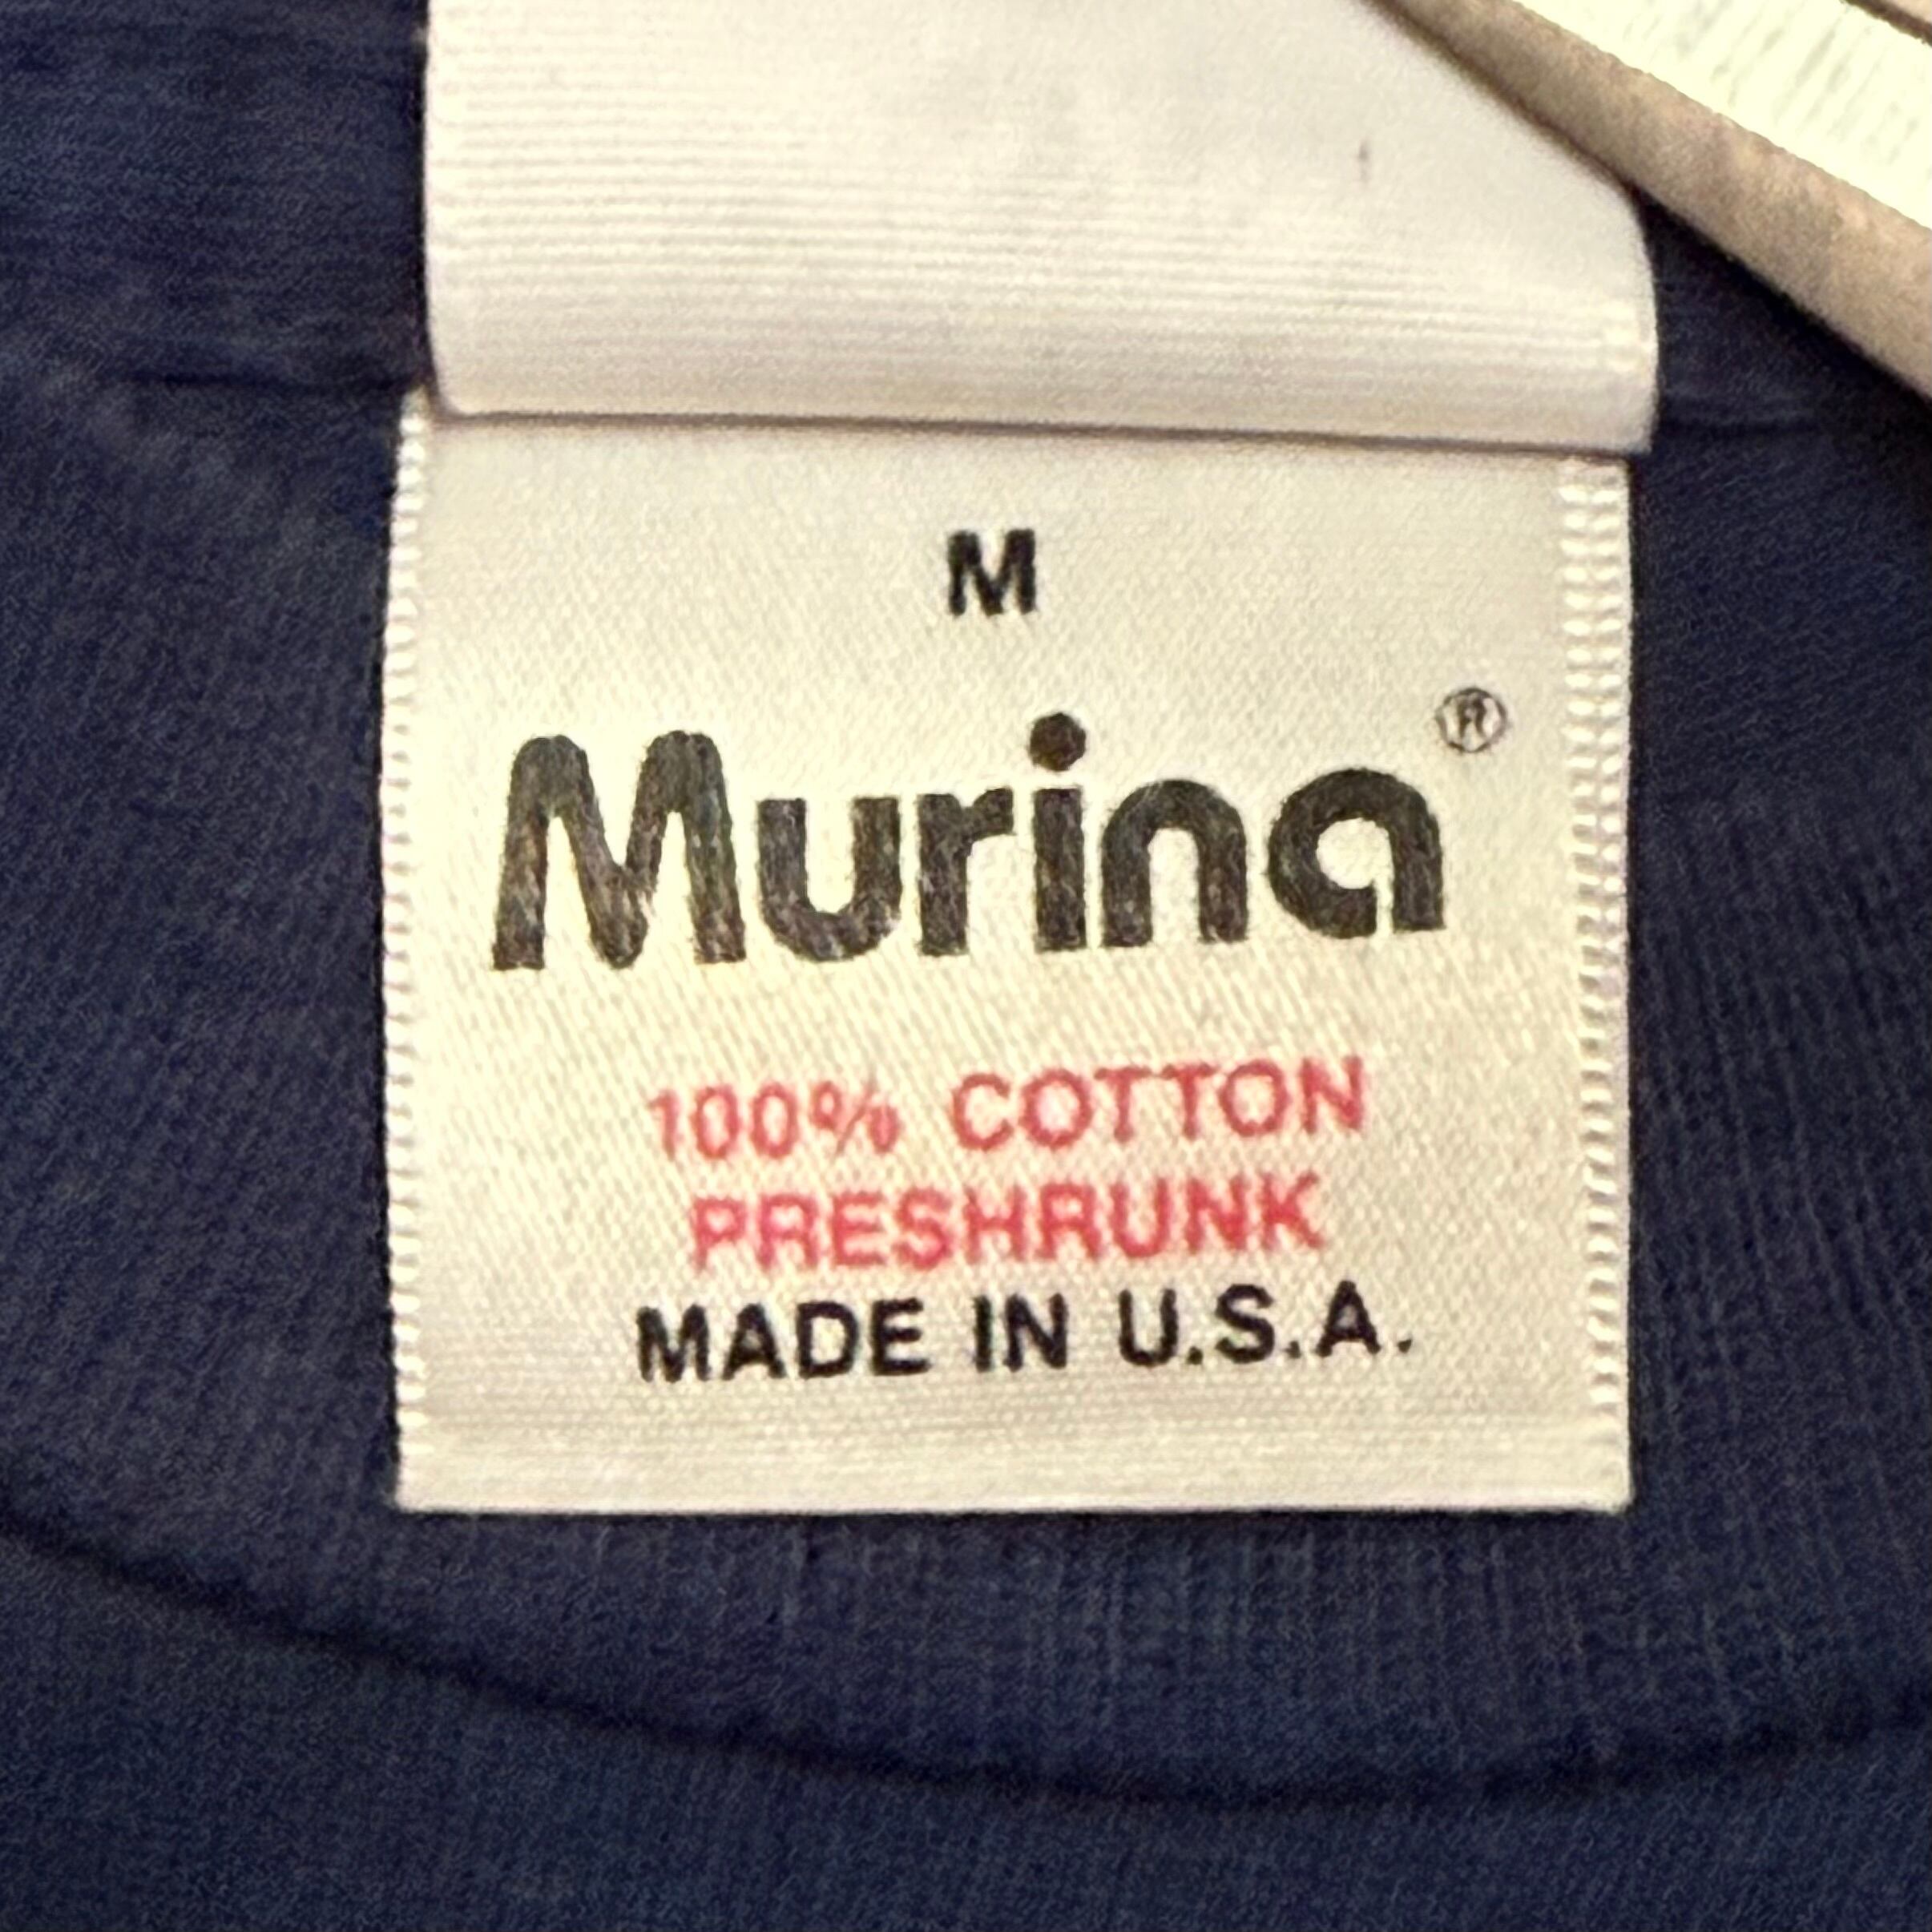 M
Murina®
100% COTTON
PRESHRUNK
MADE IN U.S.A.